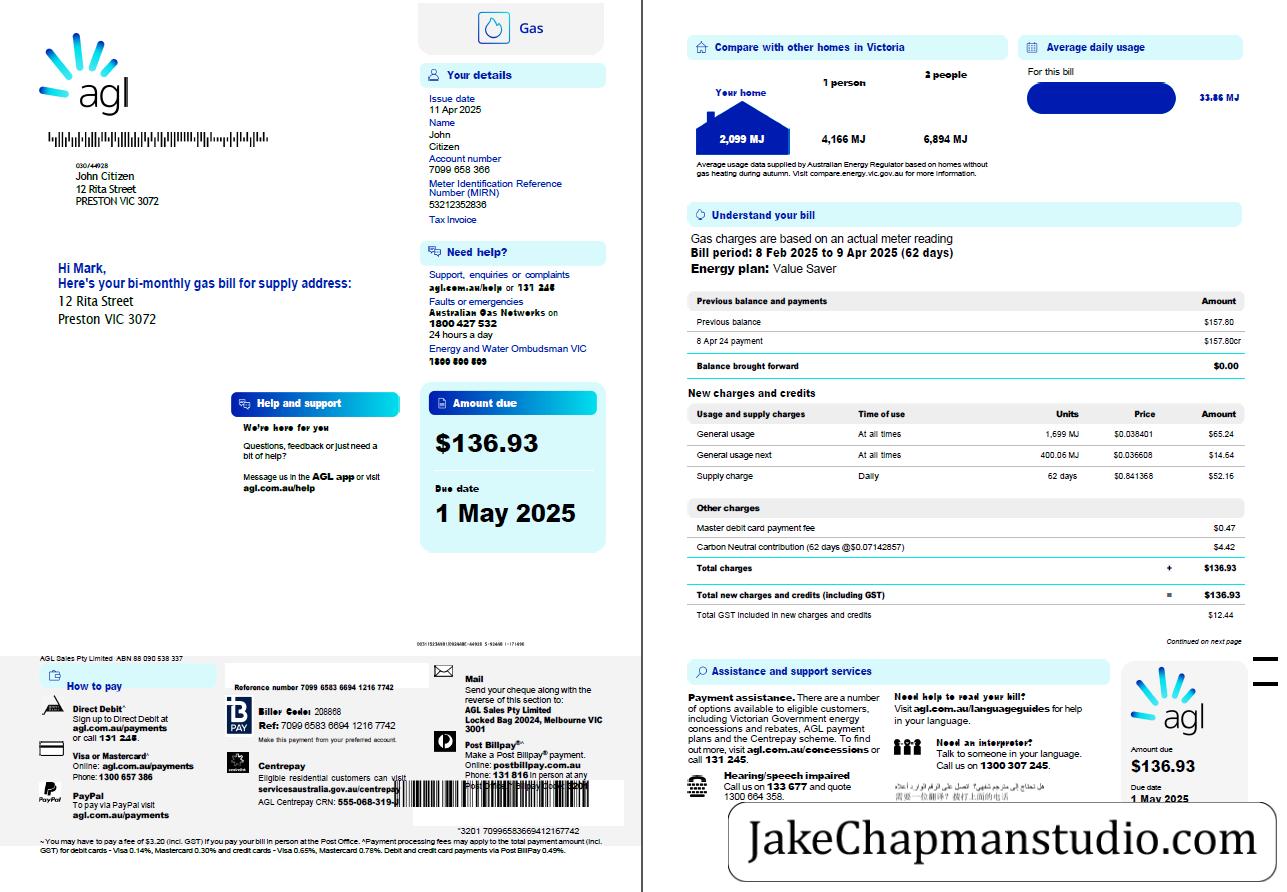 Gas
agl
Your details
Issue date
11 Apr 2025
Name
John
Citizen
Account number
7099 658 366
Meter Identification Reference
Number (MIRN)
53212352836
Tax Invoice
030/44928
John Citizen
12 Rita Street
PRESTON VIC 3072
Need help?
Support, enquiries or complaints
agl.com.au/help or 131 245
Faults or emergencies
Australian Gas Networks on
1800 427 532
24 hours a day
Energy and Water Ombudsman VIC
1800 500 509
Hi Mark,
Here's your bi-monthly gas bill for supply address:
12 Rita Street
Preston VIC 3072
Help and support
We're here for you
Questions, feedback or just need a
bit of help?
Message us in the AGL app or visit
agl.com.au/help
Amount due
$136.93
Due date
1 May 2025
AGL Sales Pty Limited ABN 88 090 538 337
How to pay
Direct Debit^
Sign up to Direct Debit at
agl.com.au/payments
or call 131 245.
Visa or Mastercard^
Online: agl.com.au/payments
Phone: 1300 657 386
PayPal
PayPal
To pay via PayPal visit
agl.com.au/payments
Reference number 7099 6583 6694 1216 7742
B
PAY
Biller Code: 208868
Ref: 7099 6583 6694 1216 7742
Make this payment from your preferred account.
centrelink
Centrepay
Eligible residential customers can visit
servicesaustralia.gov.au/centrepay
AGL Centrepay CRN: 555-068-319-J
Mail
Send your cheque along with the
reverse of this section to:
AGL Sales Pty Limited
Locked Bag 20024, Melbourne VIC
3001
Post Billpay®^
Make a Post Billpay® payment.
Online: postbillpay.com.au
Phone: 131 816 in person at any
Post Office.~ Billpay Code: 3201
*3201 70996583669412167742
~ You may have to pay a fee of $3.20 (incl. GST) if you pay your bill in person at the Post Office. ^Payment processing fees may apply to the total payment amount (incl.
GST) for debit cards - Visa 0.14%, Mastercard 0.30% and credit cards - Visa 0.65%, Mastercard 0.78%. Debit and credit card payments via Post BillPay 0.49%.
Compare with other homes in Victoria
Your home
1 person
2 people
2,099 MJ
4,166 MJ
6,894 MJ
Average usage data supplied by Australian Energy Regulator based on homes without
gas heating during autumn. Visit compare.energy.vic.gov.au for more information.
Average daily usage
For this bill
33.86 MJ
Understand your bill
Gas charges are based on an actual meter reading
Bill period: 8 Feb 2025 to 9 Apr 2025 (62 days)
Energy plan: Value Saver
Previous balance and payments Amount
Previous balance $157.80
8 Apr 24 payment $157.80cr
Balance brought forward $0.00
New charges and credits
Usage and supply charges Time of use Units Price Amount
General usage At all times 1,699 MJ $0.038401 $65.24
General usage next At all times 400.06 MJ $0.036608 $14.64
Supply charge Daily 62 days $0.841368 $52.16
Other charges
Master debit card payment fee $0.47
Carbon Neutral contribution (62 days @$0.07142857) $4.42
Total charges + $136.93
Total new charges and credits (including GST) = $136.93
Total GST included in new charges and credits $12.44
Continued on next page
Assistance and support services
Payment assistance. There are a number
of options available to eligible customers,
including Victorian Government energy
concessions and rebates, AGL payment
plans and the Centrepay scheme. To find
out more, visit agl.com.au/concessions or
call 131 245.
Hearing/speech impaired
Call us on 133 677 and quote
1300 664 358.
Need help to read your bill?
Visit agl.com.au/languageguides for help
in your language.
Need an interpreter?
Talk to someone in your language.
Call us on 1300 307 245.
هل تحتاج إلى مترجم شفهي؟ اتصل على الرقم الوارد أعلاه
需要一位翻译？拨打上面的电话
agl
Amount due
$136.93
Due date
1 May 2025
JakeChapmanstudio.com